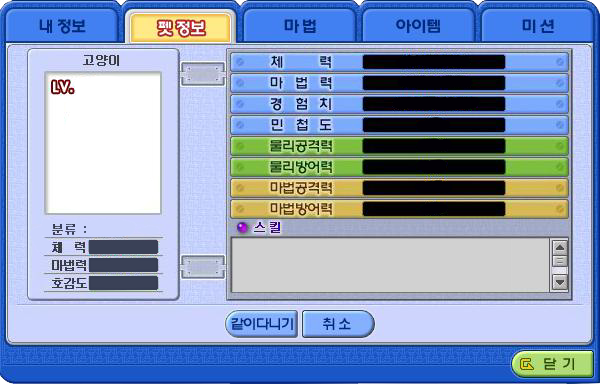 내 정보 펫 정보 마 법 아이템 미 션
고양이
LV.
분류 :
체 력
마법력
호감도
체 력
마 법 력
경 험 치
민 첩 도
물리공격력
물리방어력
마법공격력
마법방어력
스 킬
같이다니기 취 소
닫 기